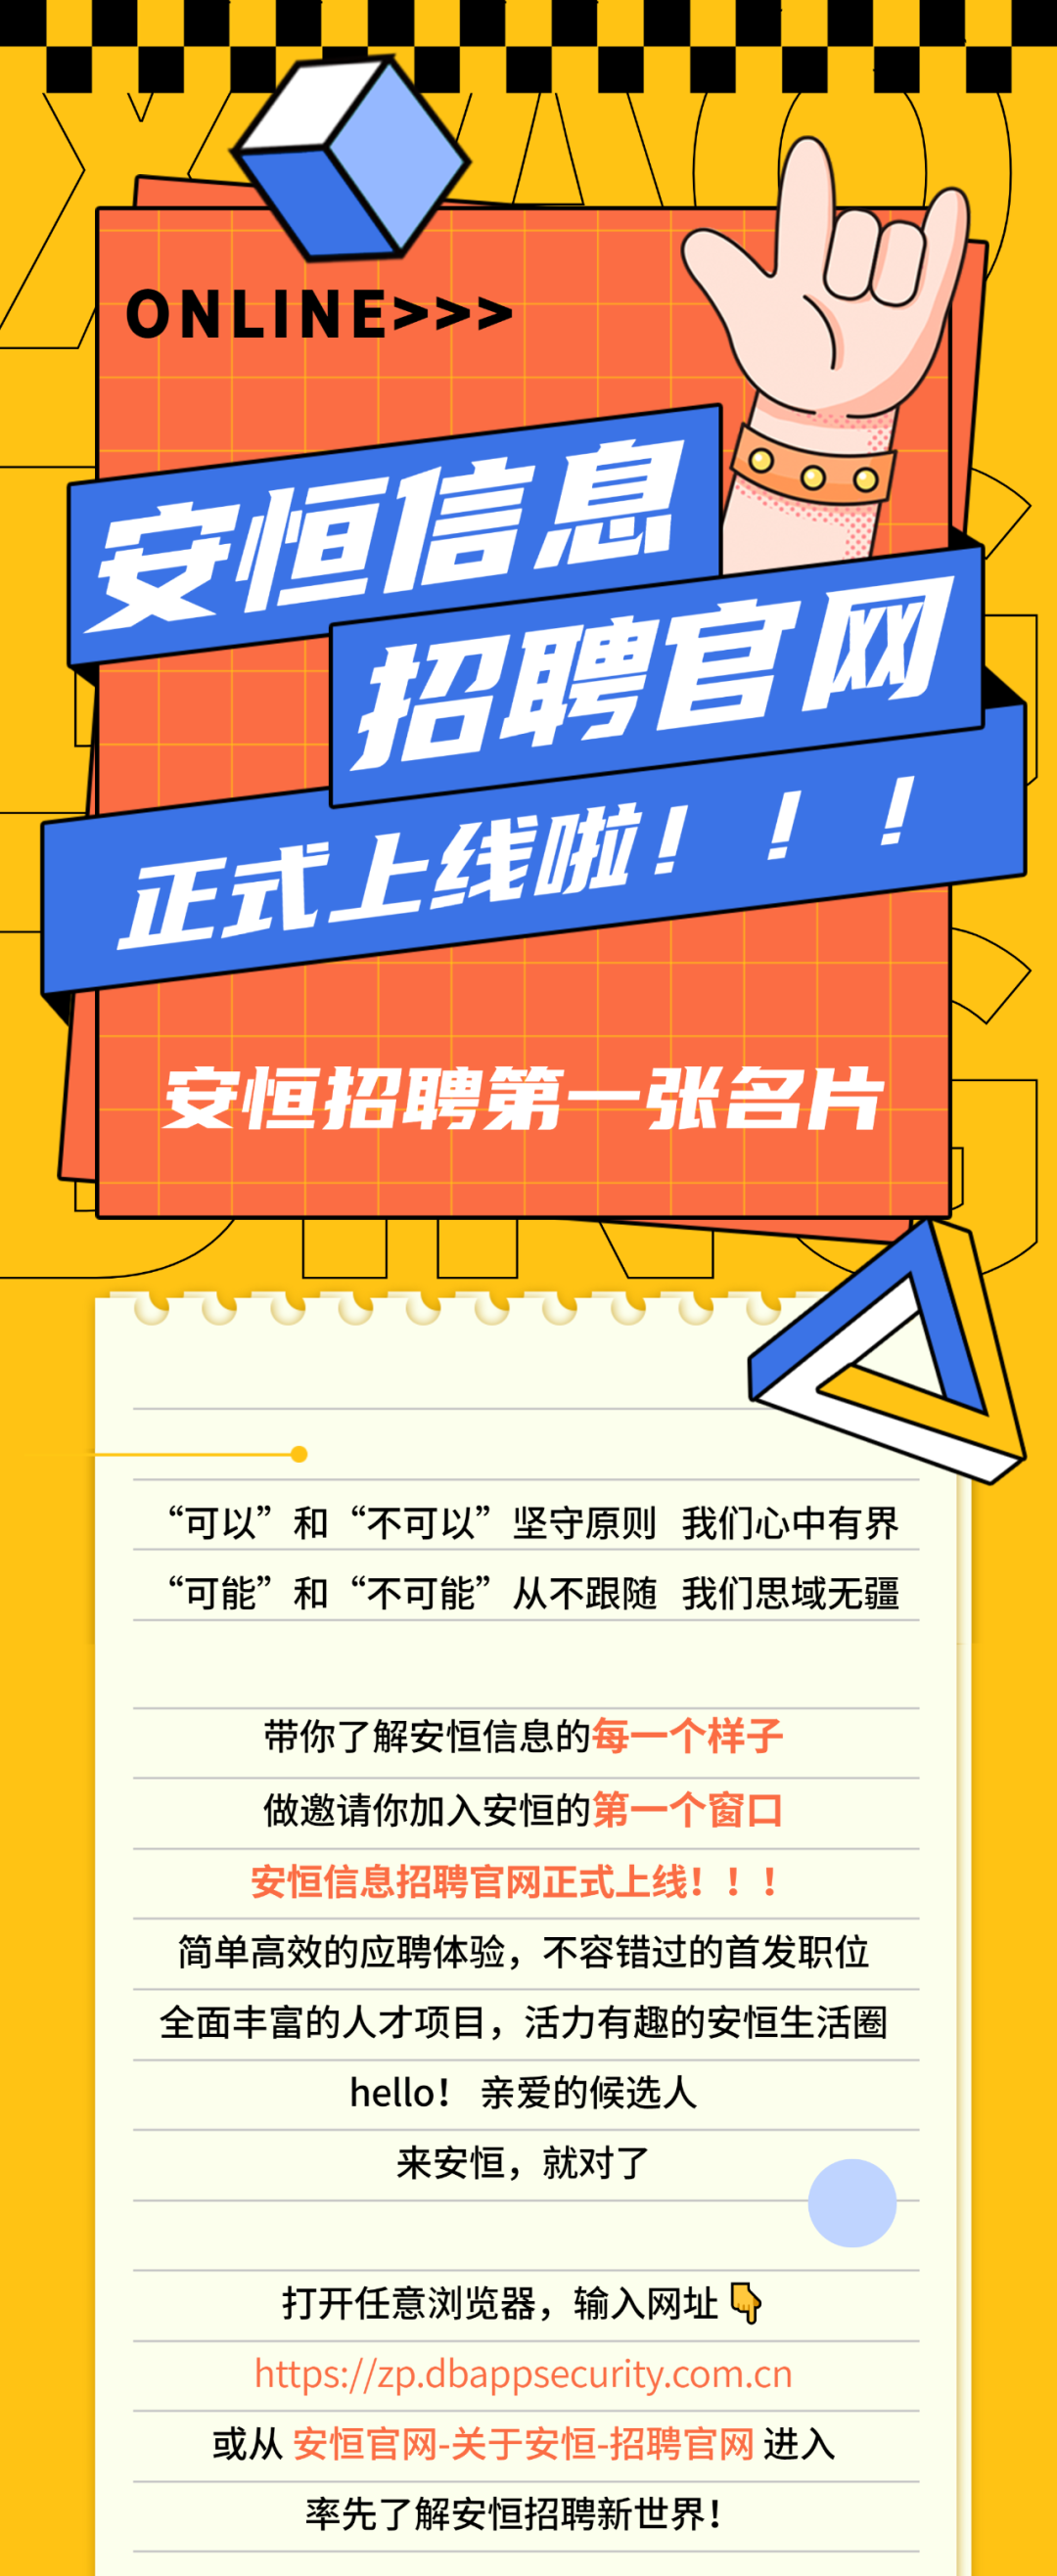 ONLINE>>>
安恒信息
招聘官网
正式上线啦！！！
安恒招聘第一张名片
“可以”和“不可以”坚守原则 我们心中有界
“可能”和“不可能”从不跟随 我们思域无疆
带你了解安恒信息的每一个样子
做邀请你加入安恒的第一个窗口
安恒信息招聘官网正式上线！！！
简单高效的应聘体验，不容错过的首发职位
全面丰富的人才项目，活力有趣的安恒生活圈
hello！ 亲爱的候选人
来安恒，就对了
打开任意浏览器，输入网址👇
https://zp.dbappsecurity.com.cn
或从 安恒官网-关于安恒-招聘官网 进入
率先了解安恒招聘新世界！